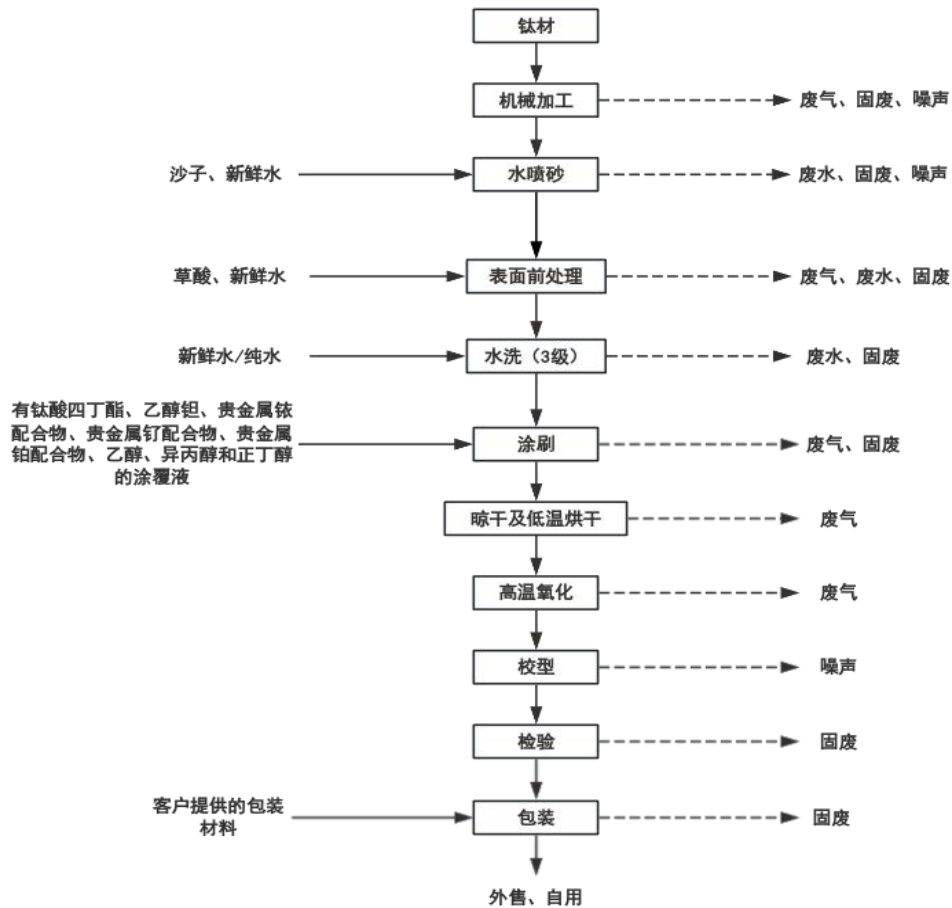 钛材
机械加工
废气、固废、噪声
沙子、新鲜水
水喷砂
废水、固废、噪声
草酸、新鲜水
表面前处理
废气、废水、固废
新鲜水/纯水
水洗（3级）
废水、固废
有钛酸四丁酯、乙醇钽、贵金属铱
配合物、贵金属钌配合物、贵金属
铂配合物、乙醇、异丙醇和正丁醇
的涂覆液
涂刷
废气、固废
晾干及低温烘干
废气
高温氧化
废气
校型
噪声
检验
固废
客户提供的包装
材料
包装
固废
外售、自用